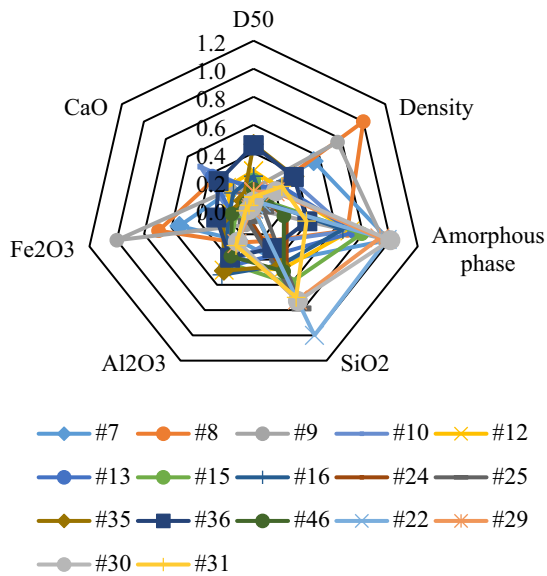 D50
1.2
1.0
CaO
Density
0.8
0.6
0.4
0.2
0.0
Fe2O3
Amorphous
phase
Al2O3
SiO2
#7 #8 #9 #10 #12
#13 #15 #16 #24 #25
#35 #36 #46 #22 #29
#30 #31